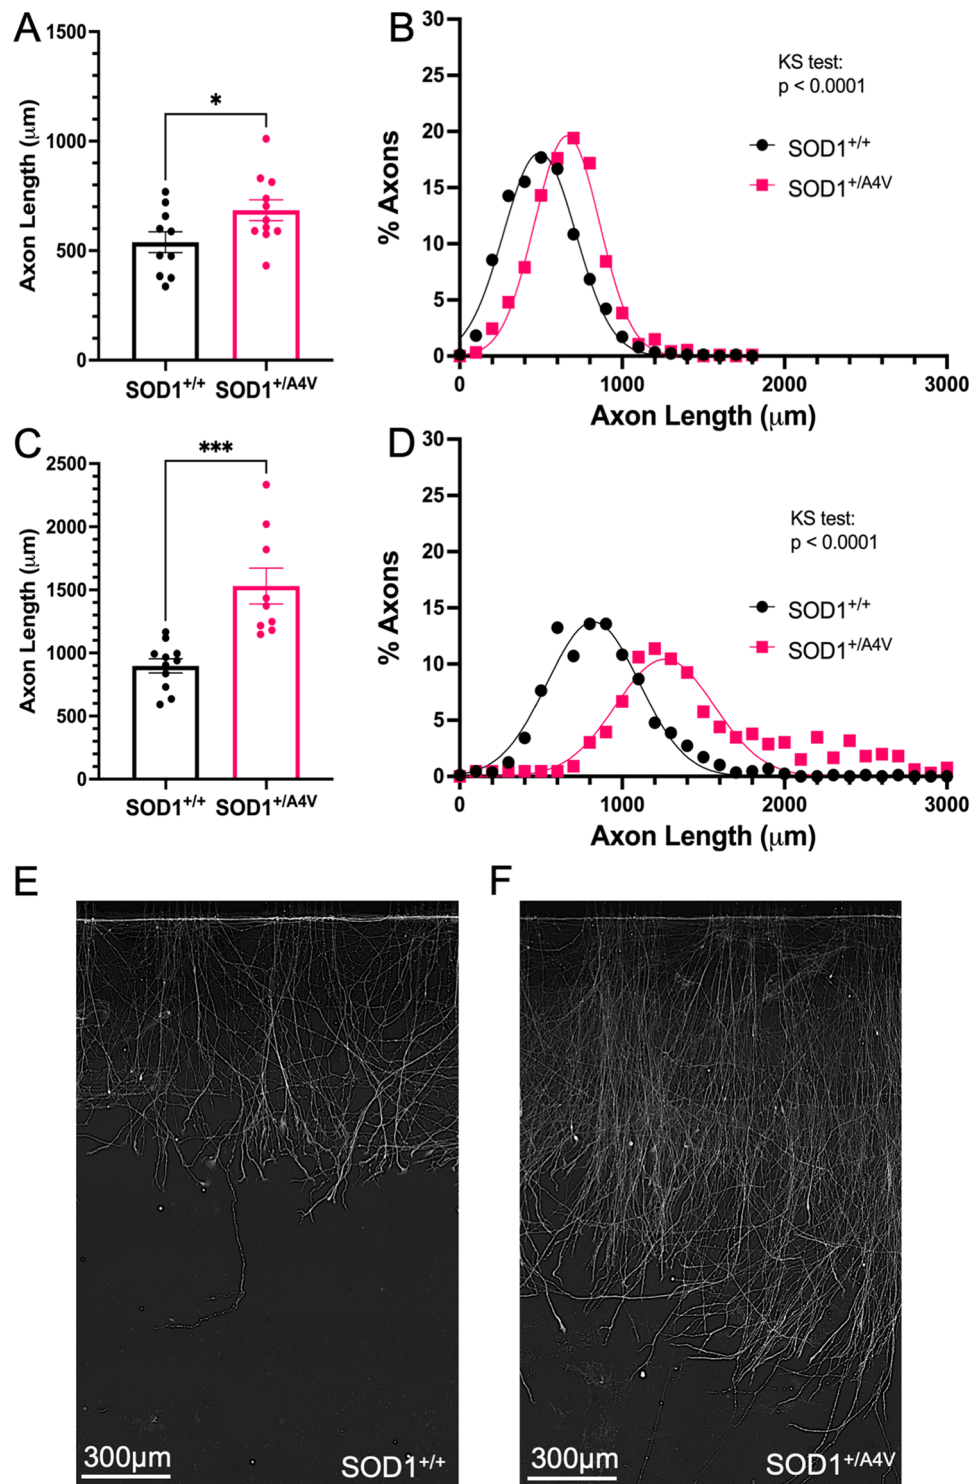 A
1500
1000
500
0
Axon Length (μm)
*
SOD1+/+
SOD1+/A4V
B
30
25
20
15
10
5
0
% Axons
KS test:
p < 0.0001
SOD1+/+
SOD1+/A4V
0
1000
2000
3000
Axon Length (μm)
C
2500
2000
1500
1000
500
0
Axon Length (μm)
***
SOD1+/+
SOD1+/A4V
D
30
25
20
15
10
5
0
% Axons
KS test:
p < 0.0001
SOD1+/+
SOD1+/A4V
0
1000
2000
3000
Axon Length (μm)
E
300μm
SOD1+/+
F
300μm
SOD1+/A4V